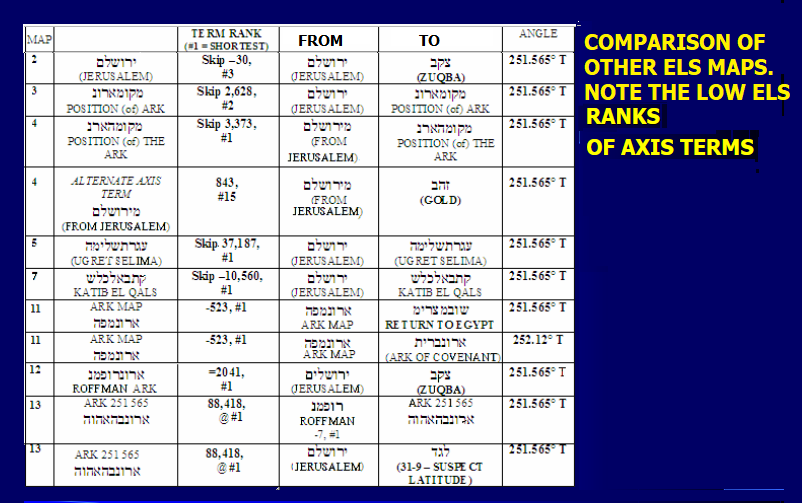 MAP
TERM RANK
(#1 = SHORTEST)
FROM
TO
ANGLE
2
ירושלם
(JERUSALEM)
Skip –30,
#3
ירושלם
(JERUSALEM)
צקב
(ZUQBA)
251.565° T
3
מקומארונ
POSITION (of) ARK
Skip 2,628,
#2
ירושלם
(JERUSALEM)
מקומארונ
POSITION (of) ARK
251.565° T
4
מקומהארנ
POSITION (of) THE
ARK
Skip 3,373,
#1
מירושלם
(FROM
JERUSALEM)
מקומהארנ
POSITION (of) THE
ARK
251.565° T
4
ALTERNATE AXIS
TERM
מירושלם
(FROM JERUSALEM)
843,
#15
מירושלם
(FROM
JERUSALEM)
זהב
(GOLD)
251.565° T
5
עגרתשלימה
(UGRET SELIMA)
Skip 37,187,
#1
ירושלם
(JERUSALEM)
עגרתשלימה
(UGRET SELIMA)
251.565° T
7
קתבאלכלש
KATIB EL QALS
Skip –10,560,
#1
ירושלם
(JERUSALEM)
קתבאלכלש
KATIB EL QALS
251.565° T
11
ARK MAP
ארונמפה
-523, #1
ארונמפה
ARK MAP
שובמצרימ
RETURN TO EGYPT
251.565° T
11
ARK MAP
ארונמפה
-523, #1
ארונמפה
ARK MAP
ארונברית
(ARK OF COVENANT)
252.12° T
12
ארונרופמנ
ROFFMAN ARK
=2041,
#1
ירושלים
(JERUSALEM)
צקב
(ZUQBA)
251.565° T
13
ARK 251 565
ארונבהאהוה
88,418,
@ #1
רופמנ
ROFFMAN
-7, #1
ARK 251 565
ארונבהאהוה
251.565° T
13
ARK 251 565
ארונבהאהוה
88,418,
@ #1
ירושלם
(JERUSALEM)
לגד
(31-9 – SUSPECT
LATITUDE)
251.565° T
COMPARISON OF
OTHER ELS MAPS.
NOTE THE LOW ELS
RANKS
OF AXIS TERMS